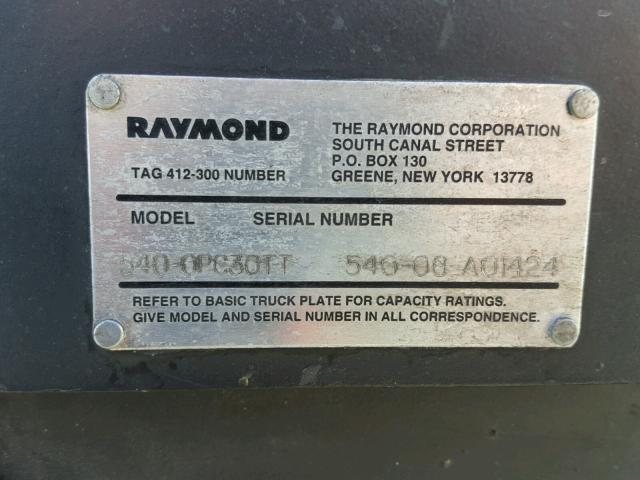 RAYMOND
THE RAYMOND CORPORATION
SOUTH CANAL STREET
P.O. BOX 130
TAG 412-300 NUMBER
GREENE, NEW YORK 13778
MODEL SERIAL NUMBER
540-OPC30TT 540-08-A01424
REFER TO BASIC TRUCK PLATE FOR CAPACITY RATINGS.
GIVE MODEL AND SERIAL NUMBER IN ALL CORRESPONDENCE.